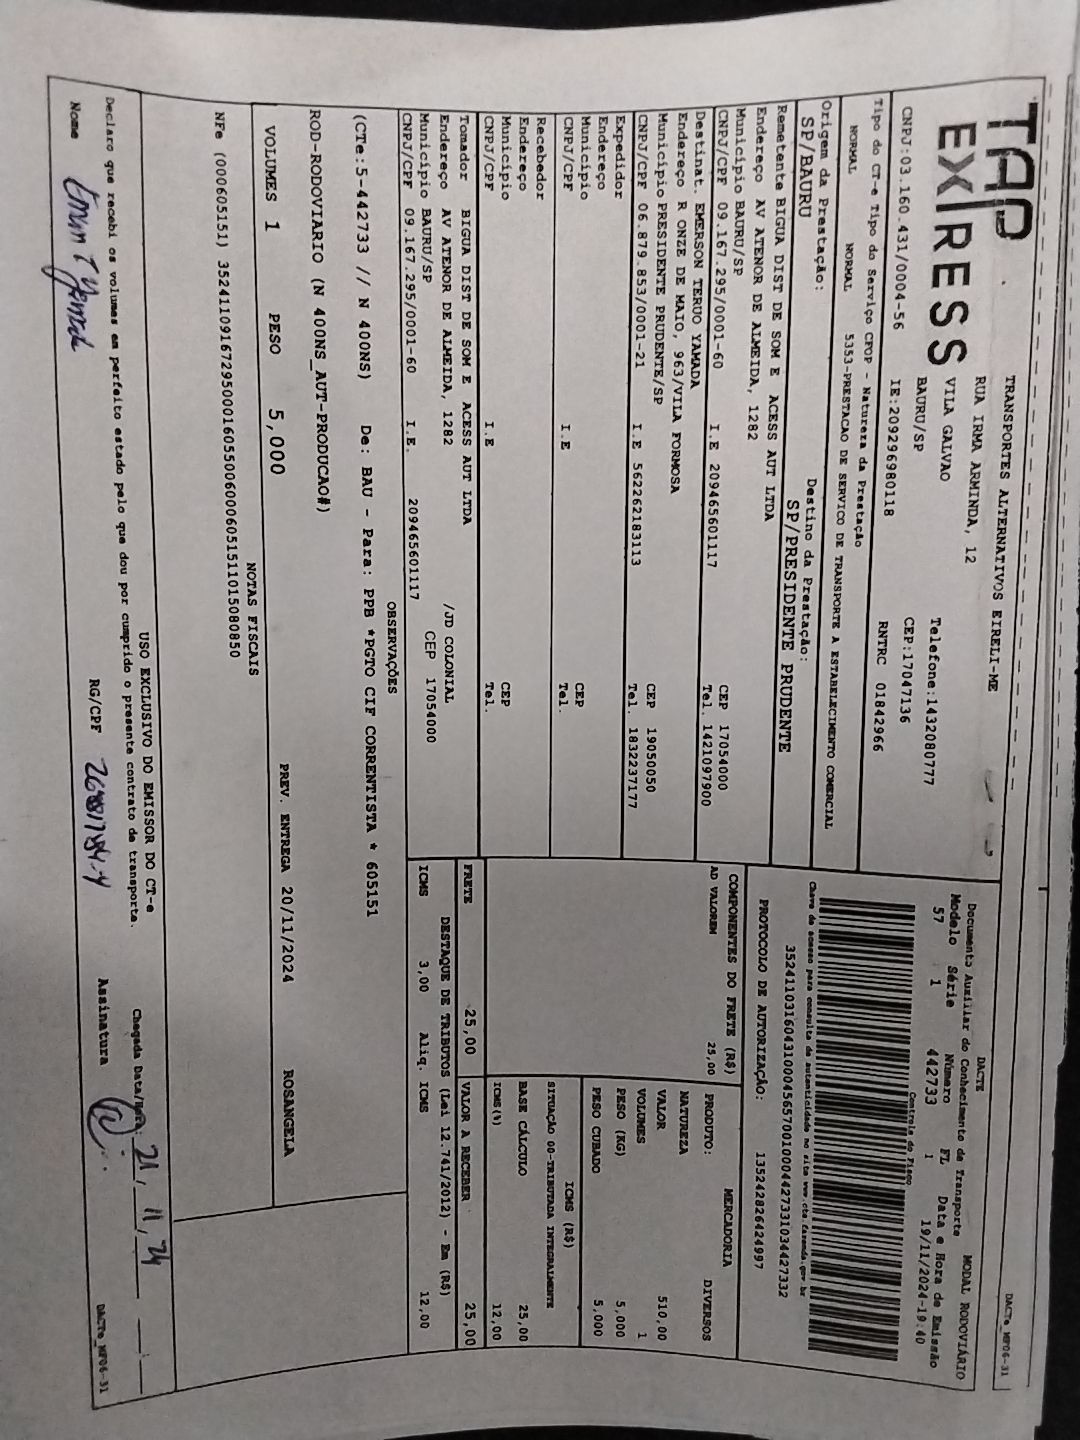 DACTe_MF06-31
TAP
EXPRESS
TRANSPORTES ALTERNATIVOS EIRELI-ME
RUA IRMA ARMINDA, 12
VILA GALVAO
BAURU/SP
Telefone:1432080777
CEP:17047136
CNPJ:03.160.431/0004-56
IE:209296980118
RNTRC 01842966
DACTE
MODAL RODOVIÁRIO
Documento Auxiliar do Conhecimento de Transporte
Modelo Série Número FL Data e Hora de Emissão
57 1 442733 1 19/11/2024-19:40
Controle do Fisco
Chave de acesso para consulta de autenticidade no site www.cte.fazenda.gov.br
PROTOCOLO DE AUTORIZAÇÃO: 135242826424997
Tipo do CT-e Tipo do Serviço CFOP - Natureza da Prestação
NORMAL NORMAL 5353-PRESTACAO DE SERVICO DE TRANSPORTE A ESTABELECIMENTO COMERCIAL
Origem da Prestação: Destino da Prestação:
SP/BAURU SP/PRESIDENTE PRUDENTE
Remetente BIGUA DIST DE SOM E ACESS AUT LTDA
Endereço AV ATENOR DE ALMEIDA, 1282
Município BAURU/SP CEP 17054000
CNPJ/CPF 09.167.295/0001-60 I.E 209465601117 Tel. 1421097900
Destinat. EMERSON TERUO YAMADA
Endereço R ONZE DE MAIO, 963/VILA FORMOSA
Município PRESIDENTE PRUDENTE/SP CEP 19050050
CNPJ/CPF 06.879.853/0001-21 I.E 562262183113 Tel. 1832237177
Expedidor
Endereço
Município CEP
CNPJ/CPF I.E Tel.
Recebedor
Endereço
Município CEP
CNPJ/CPF I.E Tel.
Tomador BIGUA DIST DE SOM E ACESS AUT LTDA
Endereço AV ATENOR DE ALMEIDA, 1282 /JD COLONIAL
Município BAURU/SP CEP 17054000
CNPJ/CPF 09.167.295/0001-60 I.E. 209465601117
COMPONENTES DO FRETE (R$)
AD VALOREM 25,00
MERCADORIA
PRODUTO: DIVERSOS
NATUREZA
VALOR 510,00
VOLUMES 1
PESO (KG) 5,000
PESO CUBADO 5,000
ICMS (R$)
SITUAÇÃO 00-TRIBUTADA INTEGRALMENTE
BASE CÁLCULO 25,00
ICMS(%) 12,00
FRETE 25,00 VALOR A RECEBER 25,00
DESTAQUE DE TRIBUTOS (Lei 12.741/2012) - Em (R$)
ICMS 3,00 Aliq. ICMS 12,00
OBSERVAÇÕES
(CTe:5-442733 // N 400NS) De: BAU - Para: PPB *PGTO CIF CORRENTISTA * 605151
ROD-RODOVIARIO (N 400NS_AUT-PRODUCAO#)
VOLUMES 1 PESO 5,000 PREV. ENTREGA 20/11/2024 ROSANGELA
NOTAS FISCAIS
NFe (000605151) 35241109167295000160550060006051511015080850
USO EXCLUSIVO DO EMISSOR DO CT-e
Declaro que recebi os volumes em perfeito estado pelo que dou por cumprido o presente contrato de transporte.
Chegada Data/Hora: 21/11/24
Nome RG/CPF Assinatura
DACTe_MF06-31